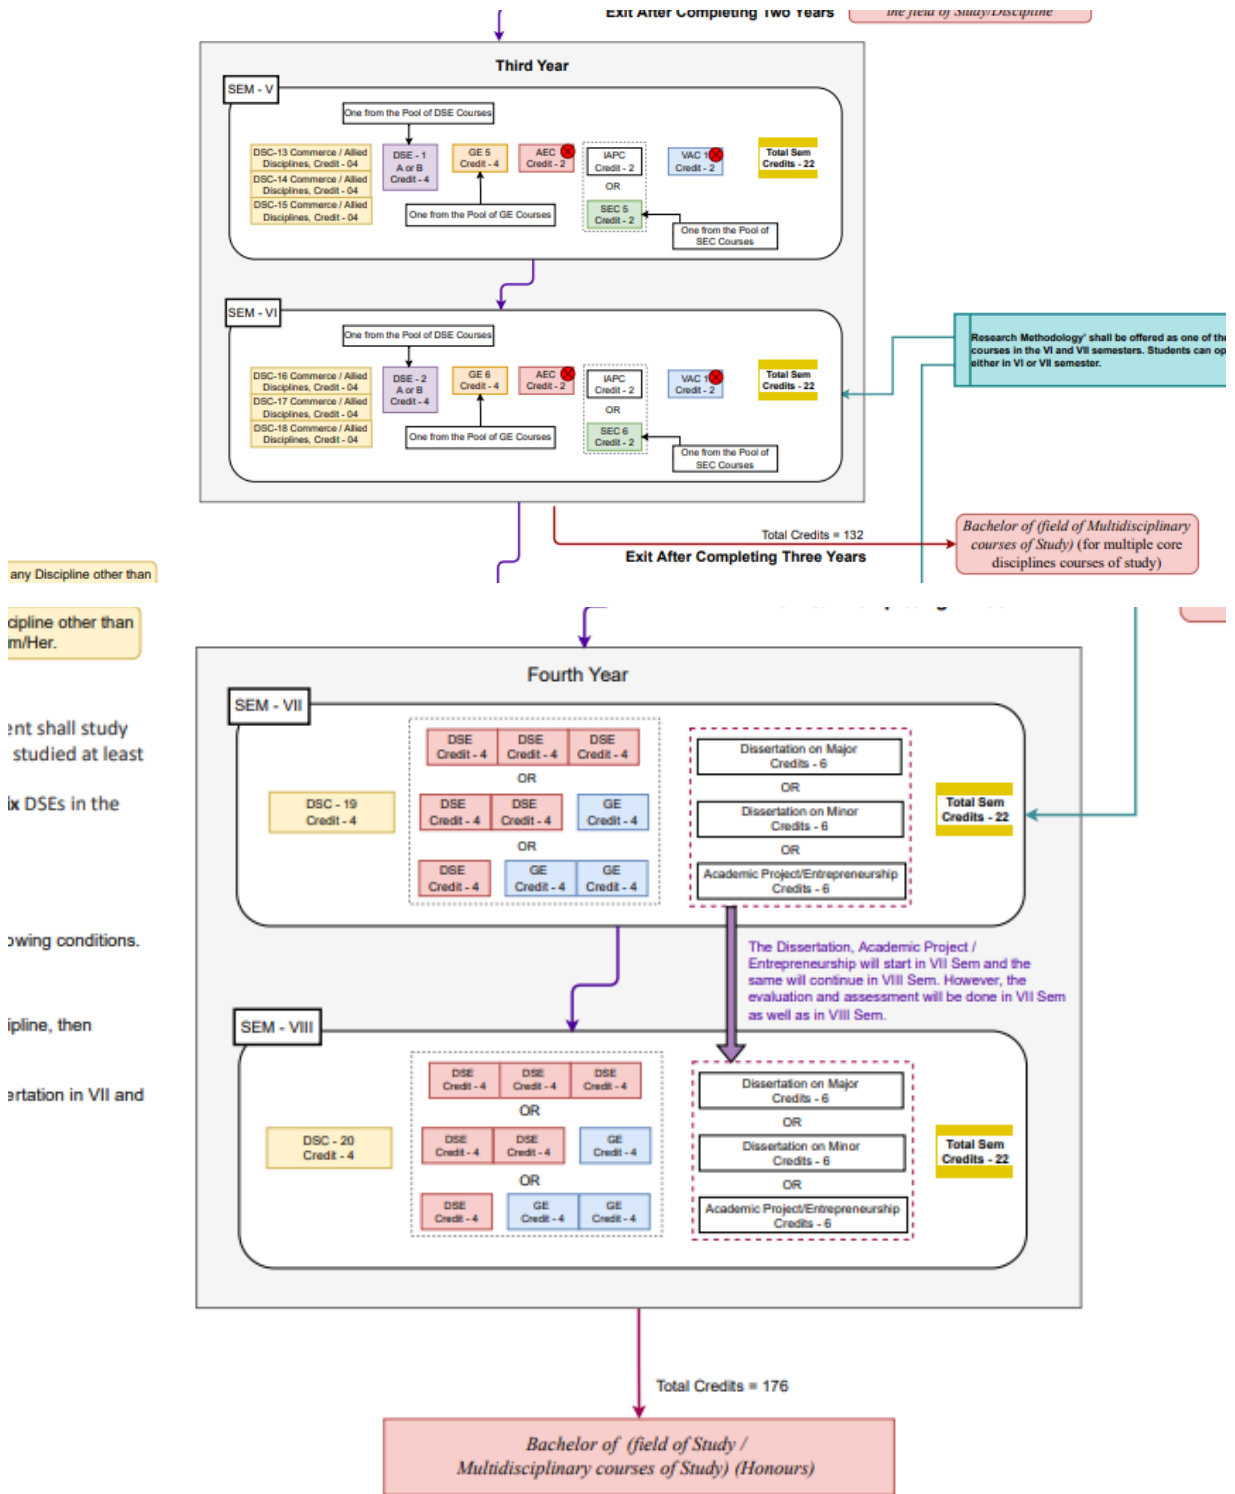 Exit After Completing Two Years
the field of Study/Discipline
Third Year
SEM - V
One from the Pool of DSE Courses
DSC-13 Commerce / Allied
Disciplines, Credit - 04
DSC-14 Commerce / Allied
Disciplines, Credit - 04
DSC-15 Commerce / Allied
Disciplines, Credit - 04
DSE - 1
A or B
Credit - 4
GE 5
Credit - 4
AEC
Credit - 2
IAPC
Credit - 2
OR
SEC 5
Credit - 2
VAC 1
Credit - 2
Total Sem
Credits - 22
One from the Pool of GE Courses
One from the Pool of
SEC Courses
SEM - VI
One from the Pool of DSE Courses
DSC-16 Commerce / Allied
Disciplines, Credit - 04
DSC-17 Commerce / Allied
Disciplines, Credit - 04
DSC-18 Commerce / Allied
Disciplines, Credit - 04
DSE - 2
A or B
Credit - 4
GE 6
Credit - 4
AEC
Credit - 2
IAPC
Credit - 2
OR
SEC 6
Credit - 2
VAC 1
Credit - 2
Total Sem
Credits - 22
One from the Pool of GE Courses
One from the Pool of
SEC Courses
Research Methodology' shall be offered as one of the
courses in the VI and VII semesters. Students can op
either in VI or VII semester.
Total Credits = 132
Exit After Completing Three Years
Bachelor of (field of Multidisciplinary
courses of Study) (for multiple core
disciplines courses of study)
any Discipline other than
cipline other than
m/Her.
ent shall study
studied at least
ix DSEs in the
owing conditions.
ipline, then
ertation in VII and
Fourth Year
SEM - VII
DSC - 19
Credit - 4
DSE
Credit - 4
DSE
Credit - 4
DSE
Credit - 4
OR
DSE
Credit - 4
DSE
Credit - 4
GE
Credit - 4
OR
DSE
Credit - 4
GE
Credit - 4
GE
Credit - 4
Dissertation on Major
Credits - 6
OR
Dissertation on Minor
Credits - 6
OR
Academic Project/Entrepreneurship
Credits - 6
Total Sem
Credits - 22
The Dissertation, Academic Project /
Entrepreneurship will start in VII Sem and the
same will continue in VIII Sem. However, the
evaluation and assessment will be done in VII Sem
as well as in VIII Sem.
SEM - VIII
DSC - 20
Credit - 4
DSE
Credit - 4
DSE
Credit - 4
DSE
Credit - 4
OR
DSE
Credit - 4
DSE
Credit - 4
GE
Credit - 4
OR
DSE
Credit - 4
GE
Credit - 4
GE
Credit - 4
Dissertation on Major
Credits - 6
OR
Dissertation on Minor
Credits - 6
OR
Academic Project/Entrepreneurship
Credits - 6
Total Sem
Credits - 22
Total Credits = 176
Bachelor of (field of Study /
Multidisciplinary courses of Study) (Honours)